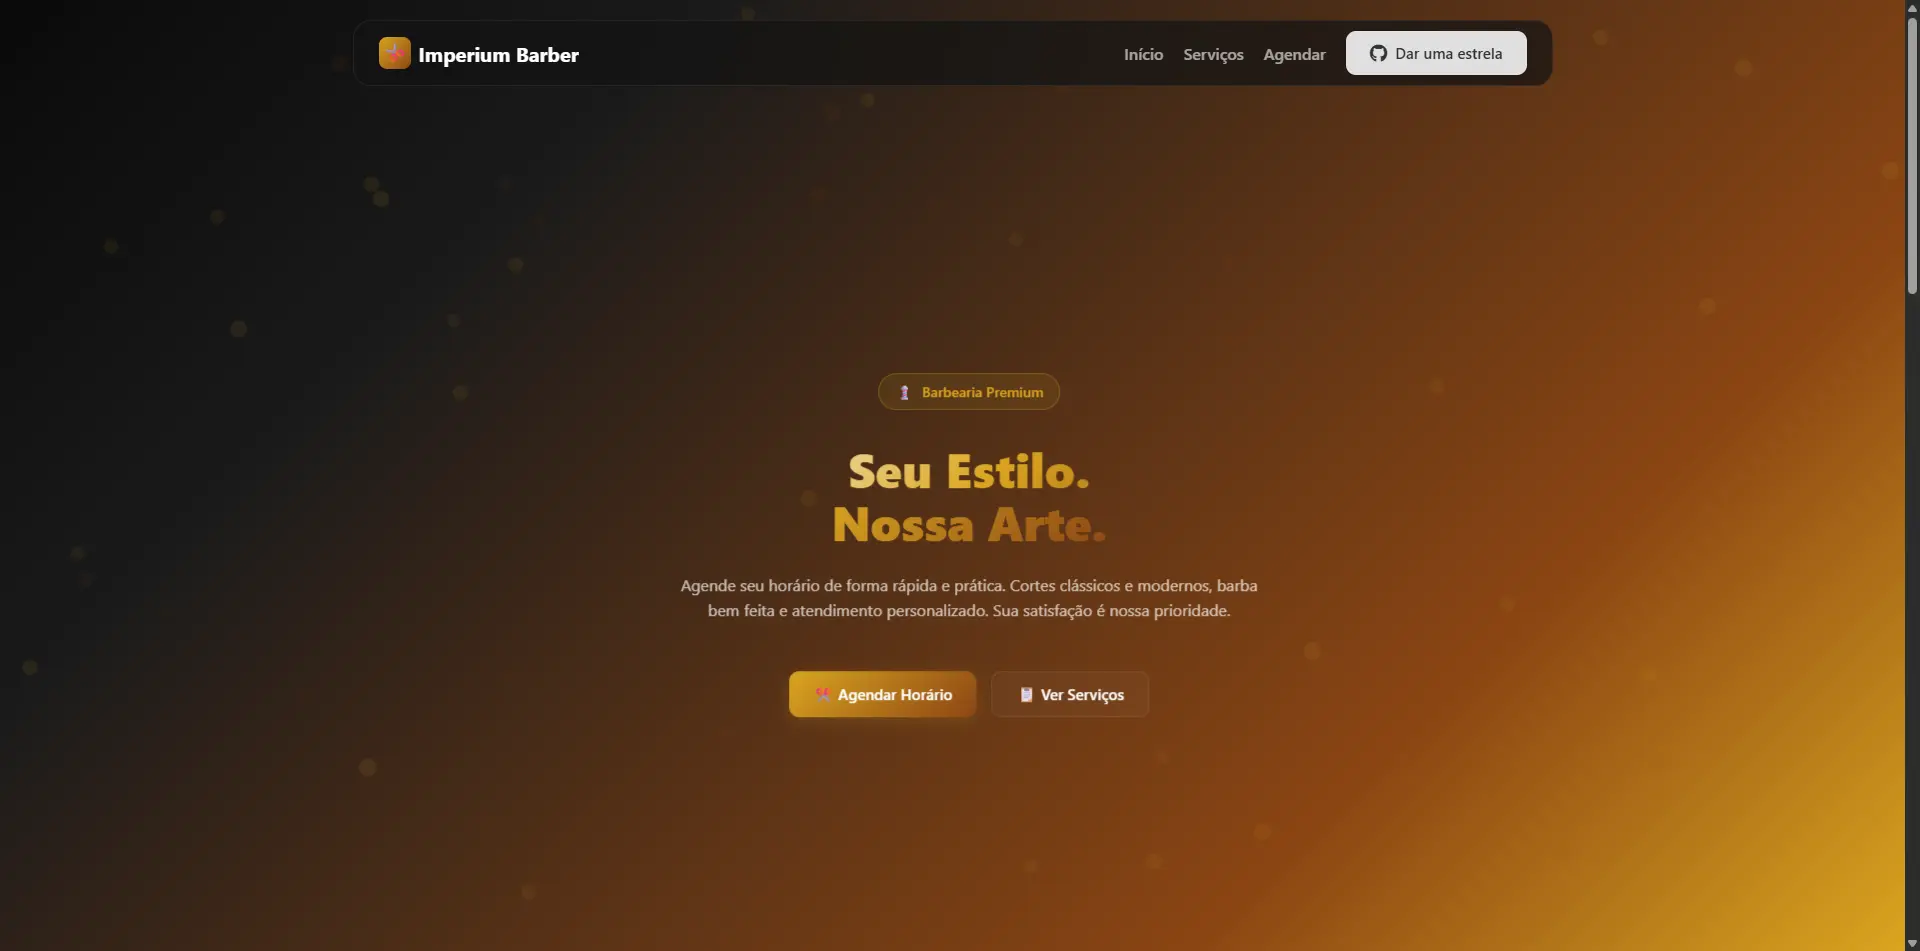 Imperium Barber
Início
Serviços
Agendar
Dar uma estrela
Barbearia Premium
Seu Estilo.
Nossa Arte.
Agende seu horário de forma rápida e prática. Cortes clássicos e modernos, barba
bem feita e atendimento personalizado. Sua satisfação é nossa prioridade.
Agendar Horário
Ver Serviços